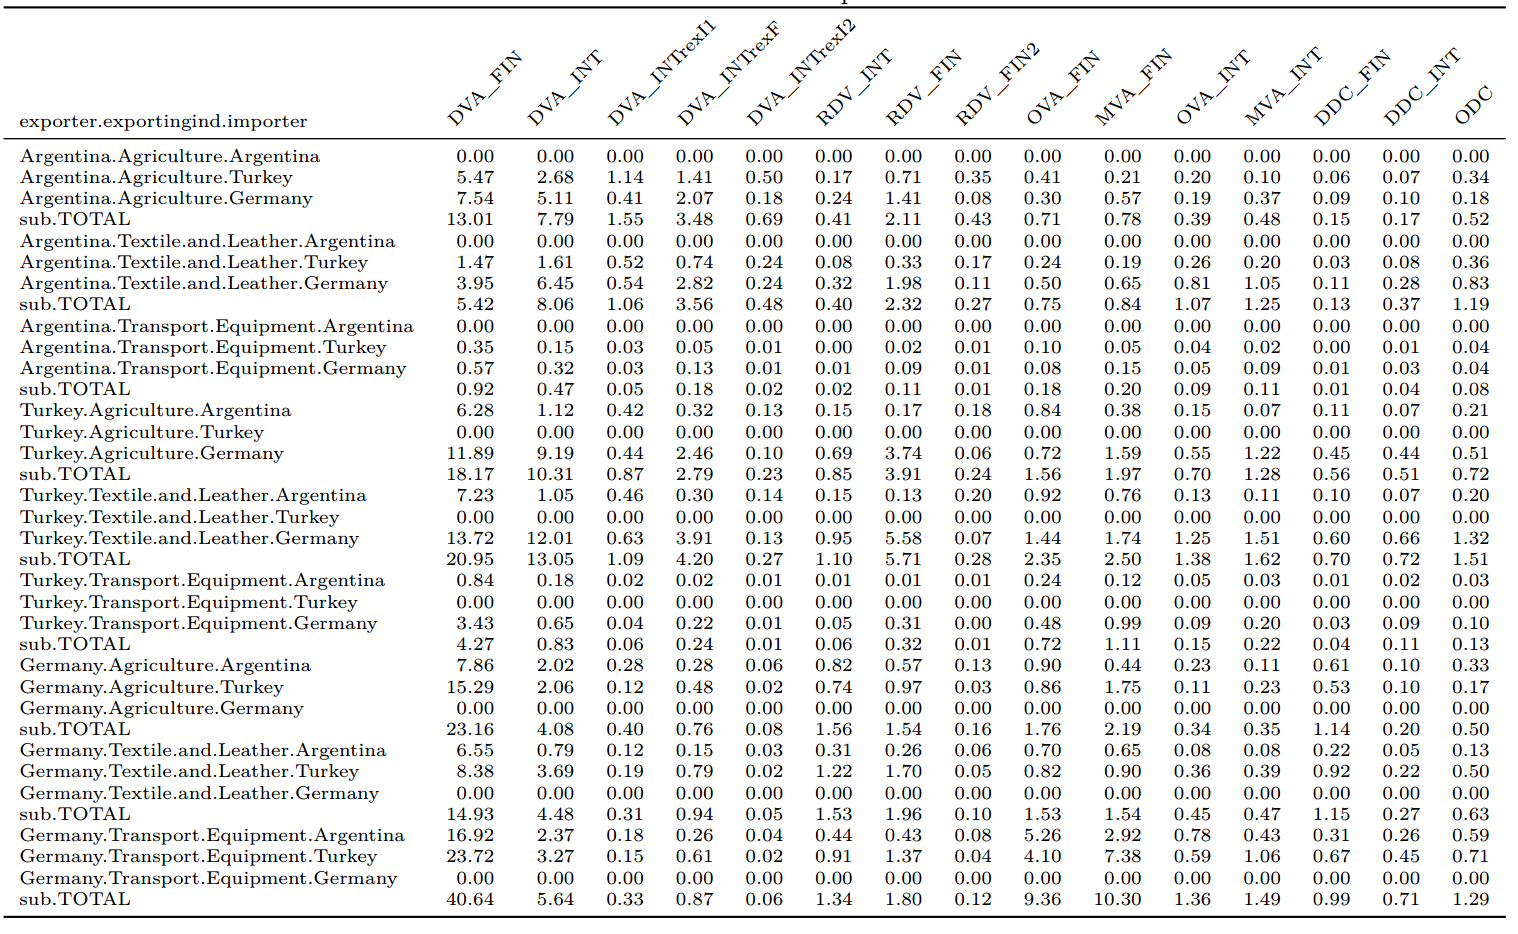 DVA_FIN DVA_INT DVA_INTrexI1 DVA_INTrexF DVA_INTrexI2 RDV_INT RDV_FIN RDV_FIN2 OVA_FIN MVA_FIN OVA_INT MVA_INT DDC_FIN DDC_INT ODC
exporter.exportingind.importer
Argentina.Agriculture.Argentina 0.00 0.00 0.00 0.00 0.00 0.00 0.00 0.00 0.00 0.00 0.00 0.00 0.00 0.00 0.00
Argentina.Agriculture.Turkey 5.47 2.68 1.14 1.41 0.50 0.17 0.71 0.35 0.41 0.21 0.20 0.10 0.06 0.07 0.34
Argentina.Agriculture.Germany 7.54 5.11 0.41 2.07 0.18 0.24 1.41 0.08 0.30 0.57 0.19 0.37 0.09 0.10 0.18
sub.TOTAL 13.01 7.79 1.55 3.48 0.69 0.41 2.11 0.43 0.71 0.78 0.39 0.48 0.15 0.17 0.52
Argentina.Textile.and.Leather.Argentina 0.00 0.00 0.00 0.00 0.00 0.00 0.00 0.00 0.00 0.00 0.00 0.00 0.00 0.00 0.00
Argentina.Textile.and.Leather.Turkey 1.47 1.61 0.52 0.74 0.24 0.08 0.33 0.17 0.24 0.19 0.26 0.20 0.03 0.08 0.36
Argentina.Textile.and.Leather.Germany 3.95 6.45 0.54 2.82 0.24 0.32 1.98 0.11 0.50 0.65 0.81 1.05 0.11 0.28 0.83
sub.TOTAL 5.42 8.06 1.06 3.56 0.48 0.40 2.32 0.27 0.75 0.84 1.07 1.25 0.13 0.37 1.19
Argentina.Transport.Equipment.Argentina 0.00 0.00 0.00 0.00 0.00 0.00 0.00 0.00 0.00 0.00 0.00 0.00 0.00 0.00 0.00
Argentina.Transport.Equipment.Turkey 0.35 0.15 0.03 0.05 0.01 0.00 0.02 0.01 0.10 0.05 0.04 0.02 0.00 0.01 0.04
Argentina.Transport.Equipment.Germany 0.57 0.32 0.03 0.13 0.01 0.01 0.09 0.01 0.08 0.15 0.05 0.09 0.01 0.03 0.04
sub.TOTAL 0.92 0.47 0.05 0.18 0.02 0.02 0.11 0.01 0.18 0.20 0.09 0.11 0.01 0.04 0.08
Turkey.Agriculture.Argentina 6.28 1.12 0.42 0.32 0.13 0.15 0.17 0.18 0.84 0.38 0.15 0.07 0.11 0.07 0.21
Turkey.Agriculture.Turkey 0.00 0.00 0.00 0.00 0.00 0.00 0.00 0.00 0.00 0.00 0.00 0.00 0.00 0.00 0.00
Turkey.Agriculture.Germany 11.89 9.19 0.44 2.46 0.10 0.69 3.74 0.06 0.72 1.59 0.55 1.22 0.45 0.44 0.51
sub.TOTAL 18.17 10.31 0.87 2.79 0.23 0.85 3.91 0.24 1.56 1.97 0.70 1.28 0.56 0.51 0.72
Turkey.Textile.and.Leather.Argentina 7.23 1.05 0.46 0.30 0.14 0.15 0.13 0.20 0.92 0.76 0.13 0.11 0.10 0.07 0.20
Turkey.Textile.and.Leather.Turkey 0.00 0.00 0.00 0.00 0.00 0.00 0.00 0.00 0.00 0.00 0.00 0.00 0.00 0.00 0.00
Turkey.Textile.and.Leather.Germany 13.72 12.01 0.63 3.91 0.13 0.95 5.58 0.07 1.44 1.74 1.25 1.51 0.60 0.66 1.32
sub.TOTAL 20.95 13.05 1.09 4.20 0.27 1.10 5.71 0.28 2.35 2.50 1.38 1.62 0.70 0.72 1.51
Turkey.Transport.Equipment.Argentina 0.84 0.18 0.02 0.02 0.01 0.01 0.01 0.01 0.24 0.12 0.05 0.03 0.01 0.02 0.03
Turkey.Transport.Equipment.Turkey 0.00 0.00 0.00 0.00 0.00 0.00 0.00 0.00 0.00 0.00 0.00 0.00 0.00 0.00 0.00
Turkey.Transport.Equipment.Germany 3.43 0.65 0.04 0.22 0.01 0.05 0.31 0.00 0.48 0.99 0.09 0.20 0.03 0.09 0.10
sub.TOTAL 4.27 0.83 0.06 0.24 0.01 0.06 0.32 0.01 0.72 1.11 0.15 0.22 0.04 0.11 0.13
Germany.Agriculture.Argentina 7.86 2.02 0.28 0.28 0.06 0.82 0.57 0.13 0.90 0.44 0.23 0.11 0.61 0.10 0.33
Germany.Agriculture.Turkey 15.29 2.06 0.12 0.48 0.02 0.74 0.97 0.03 0.86 1.75 0.11 0.23 0.53 0.10 0.17
Germany.Agriculture.Germany 0.00 0.00 0.00 0.00 0.00 0.00 0.00 0.00 0.00 0.00 0.00 0.00 0.00 0.00 0.00
sub.TOTAL 23.16 4.08 0.40 0.76 0.08 1.56 1.54 0.16 1.76 2.19 0.34 0.35 1.14 0.20 0.50
Germany.Textile.and.Leather.Argentina 6.55 0.79 0.12 0.15 0.03 0.31 0.26 0.06 0.70 0.65 0.08 0.08 0.22 0.05 0.13
Germany.Textile.and.Leather.Turkey 8.38 3.69 0.19 0.79 0.02 1.22 1.70 0.05 0.82 0.90 0.36 0.39 0.92 0.22 0.50
Germany.Textile.and.Leather.Germany 0.00 0.00 0.00 0.00 0.00 0.00 0.00 0.00 0.00 0.00 0.00 0.00 0.00 0.00 0.00
sub.TOTAL 14.93 4.48 0.31 0.94 0.05 1.53 1.96 0.10 1.53 1.54 0.45 0.47 1.15 0.27 0.63
Germany.Transport.Equipment.Argentina 16.92 2.37 0.18 0.26 0.04 0.44 0.43 0.08 5.26 2.92 0.78 0.43 0.31 0.26 0.59
Germany.Transport.Equipment.Turkey 23.72 3.27 0.15 0.61 0.02 0.91 1.37 0.04 4.10 7.38 0.59 1.06 0.67 0.45 0.71
Germany.Transport.Equipment.Germany 0.00 0.00 0.00 0.00 0.00 0.00 0.00 0.00 0.00 0.00 0.00 0.00 0.00 0.00 0.00
sub.TOTAL 40.64 5.64 0.33 0.87 0.06 1.34 1.80 0.12 9.36 10.30 1.36 1.49 0.99 0.71 1.29